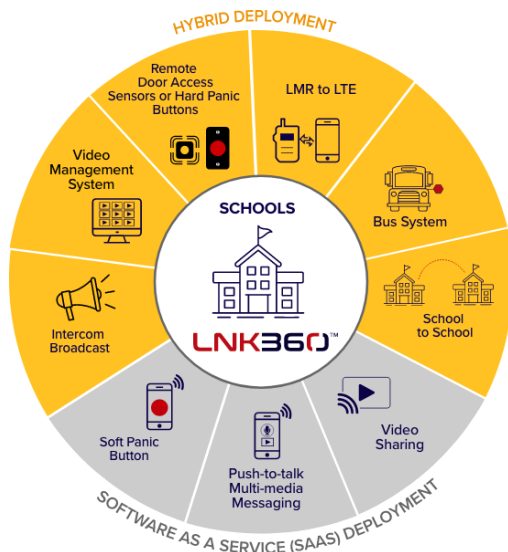 HYBRID DEPLOYMENT
Remote
Door Access
Sensors or Hard Panic
Buttons
LMR to LTE
Video
Management
System
Bus System
SCHOOLS
LNK360™
Intercom
Broadcast
School
to School
Soft Panic
Button
Push-to-talk
Multi-media
Messaging
Video
Sharing
SOFTWARE AS A SERVICE (SAAS) DEPLOYMENT